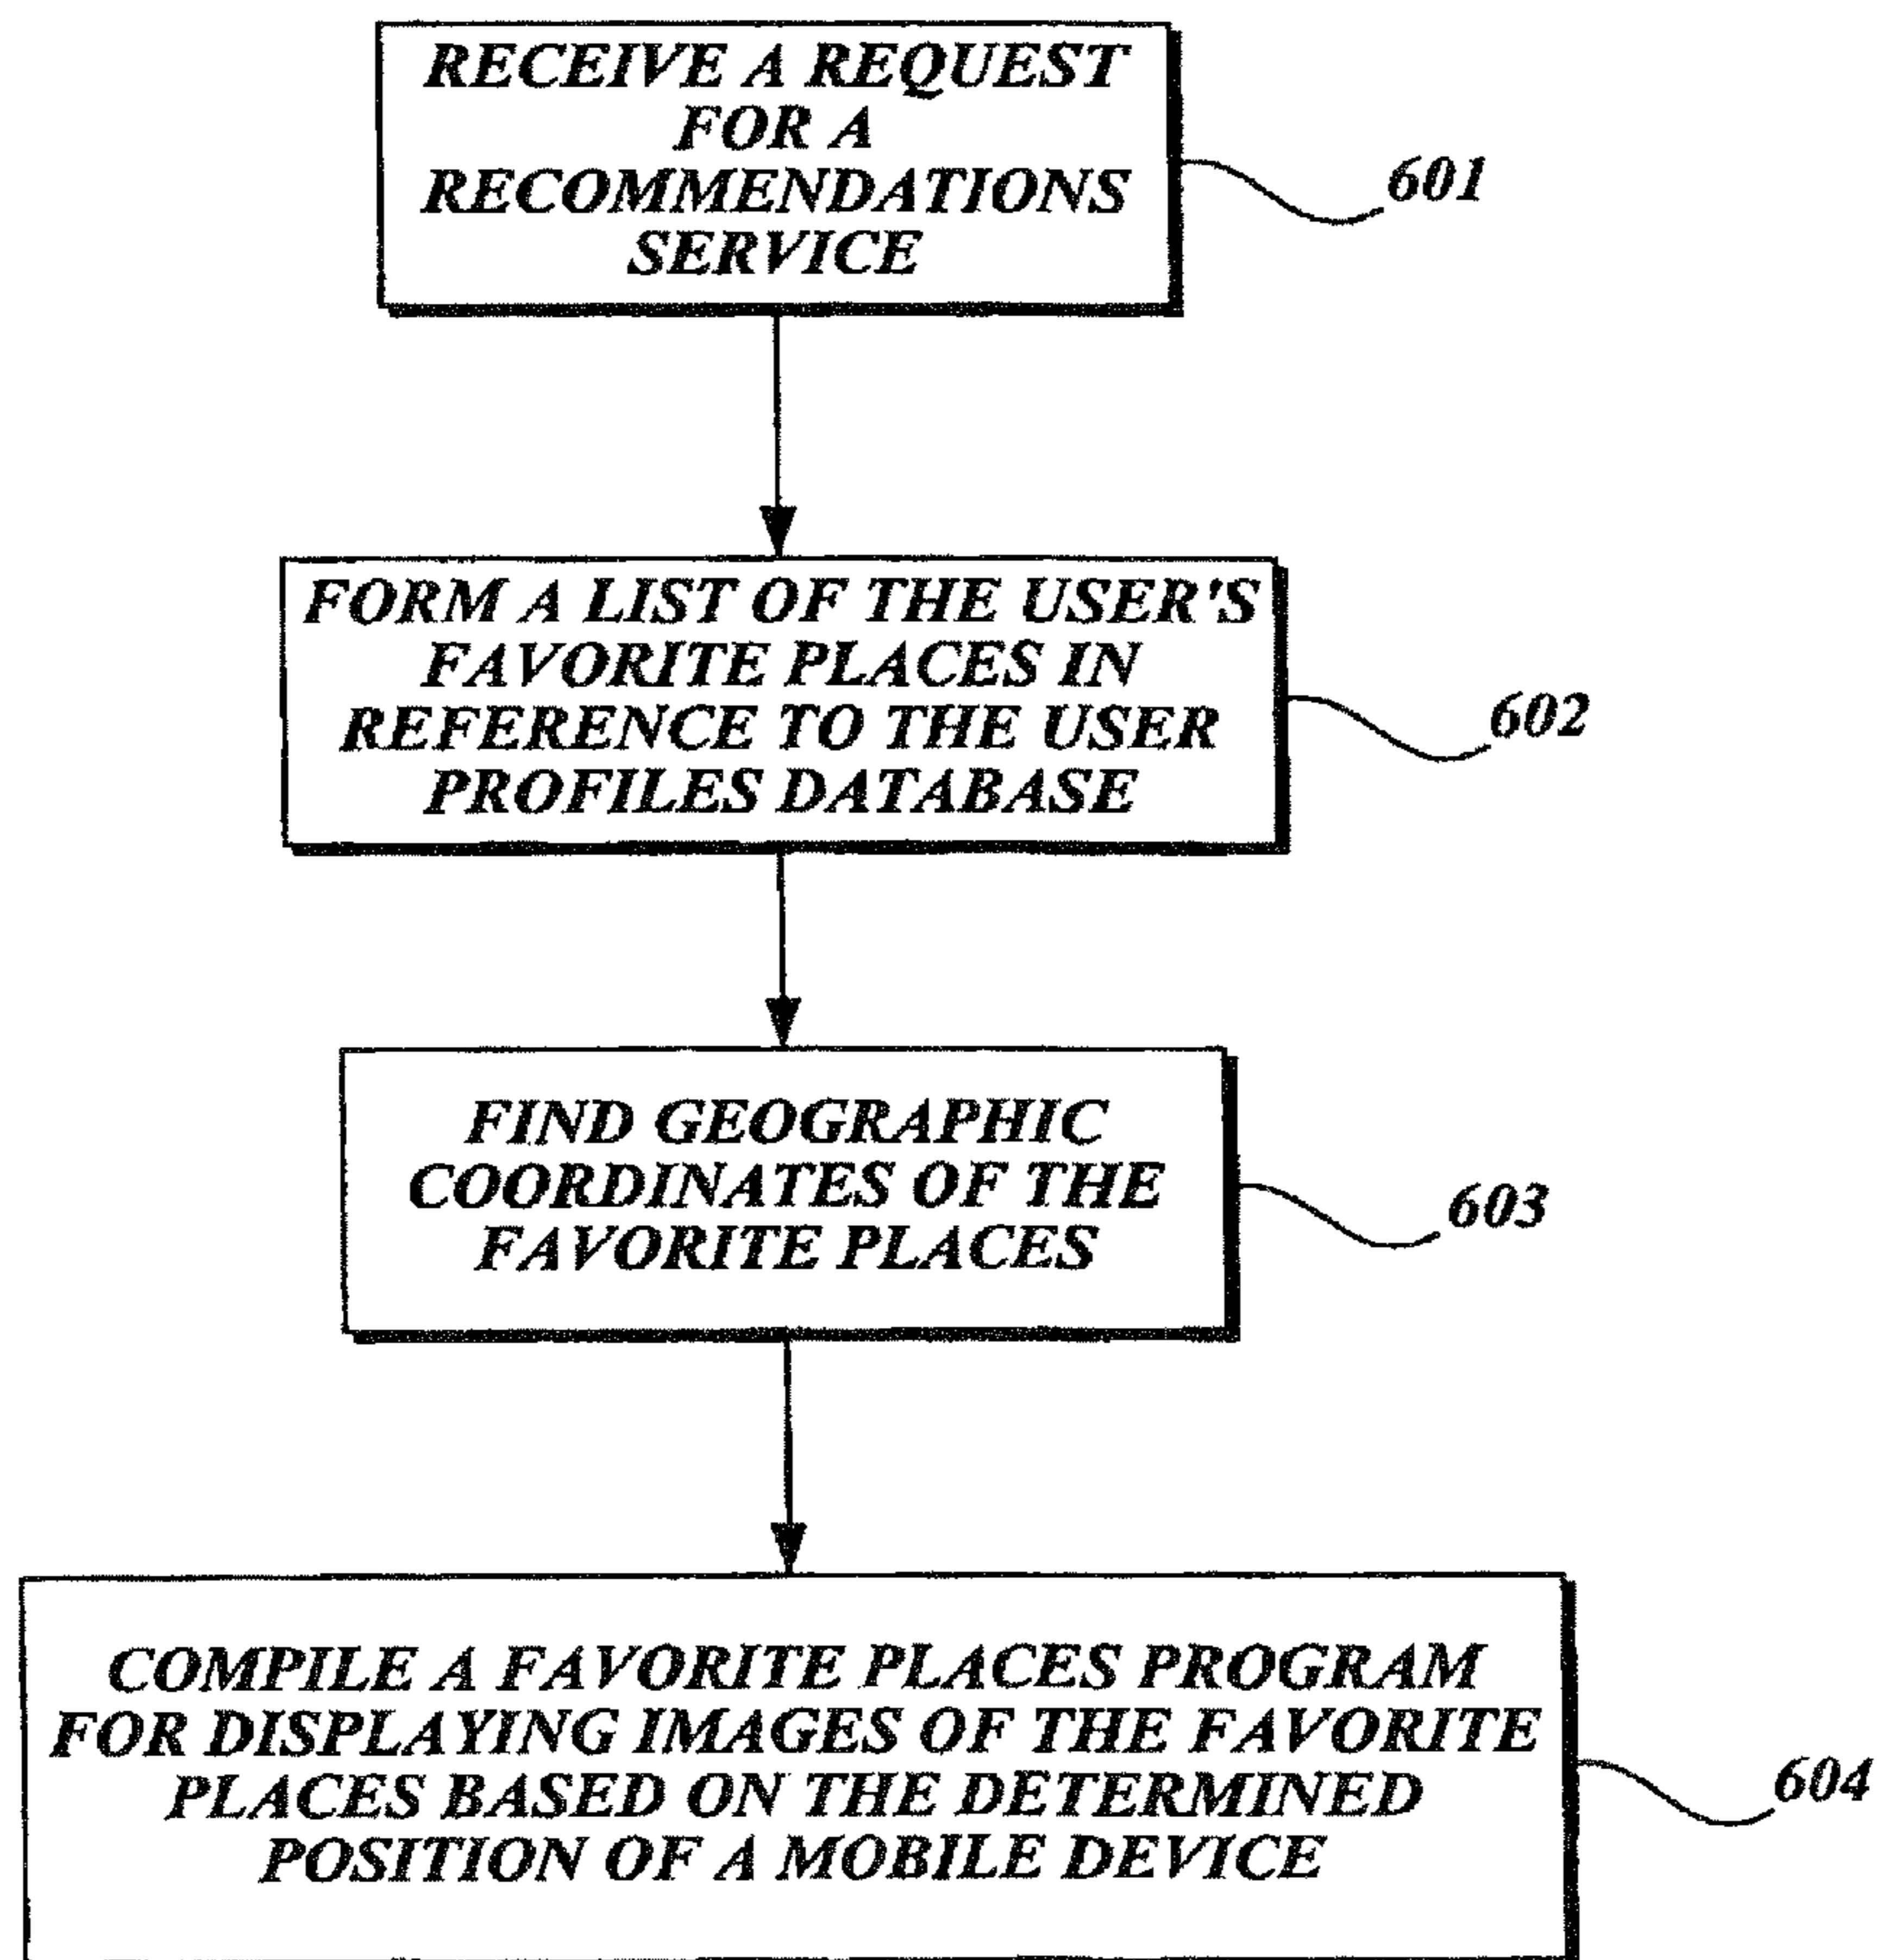 RECEIVE A REQUEST
FOR A
RECOMMENDATIONS
SERVICE
601
FORM A LIST OF THE USER'S
FAVORITE PLACES IN
REFERENCE TO THE USER
PROFILES DATABASE
602
FIND GEOGRAPHIC
COORDINATES OF THE
FAVORITE PLACES
603
COMPILE A FAVORITE PLACES PROGRAM
FOR DISPLAYING IMAGES OF THE FAVORITE
PLACES BASED ON THE DETERMINED
POSITION OF A MOBILE DEVICE
604